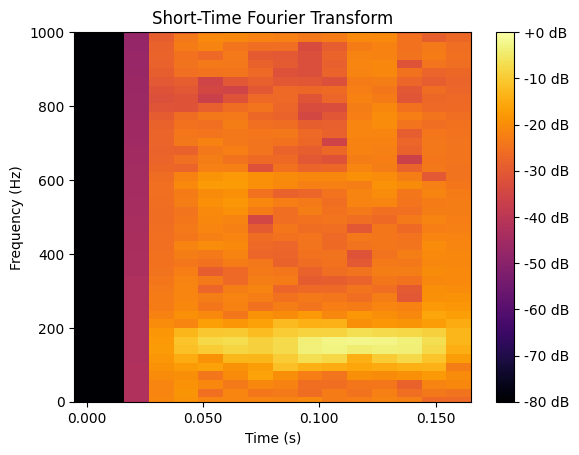 Short-Time Fourier Transform
1000
800
600
400
200
0
Frequency (Hz)
0.000
0.050
0.100
0.150
Time (s)
+0 dB
-10 dB
-20 dB
-30 dB
-40 dB
-50 dB
-60 dB
-70 dB
-80 dB